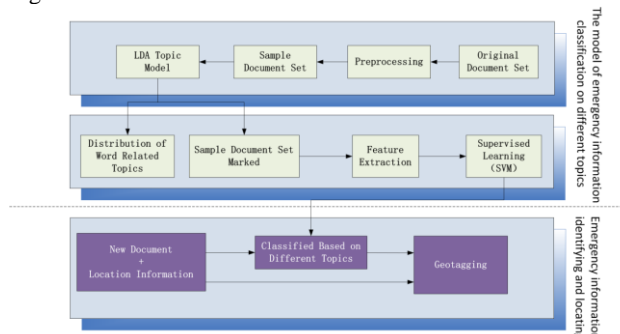 LDA Topic
Model
Sample
Document Set
Preprocessing
Original
Document Set
The model of emergency information
classification on different topics
Distribution of
Word Related
Topics
Sample Document Set
Marked
Feature
Extraction
Supervised
Learning
(SVM)
New Document
+
Location Information
Classified Based on
Different Topics
Geotagging
Emergency information
identifying and locatin